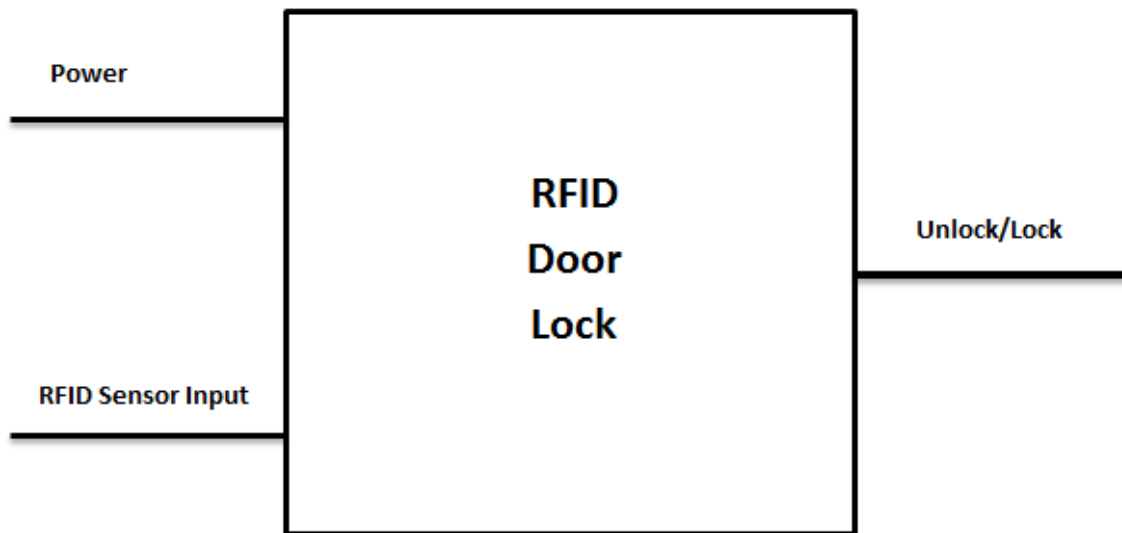 Power
RFID
Door
Lock
Unlock/Lock
RFID Sensor Input